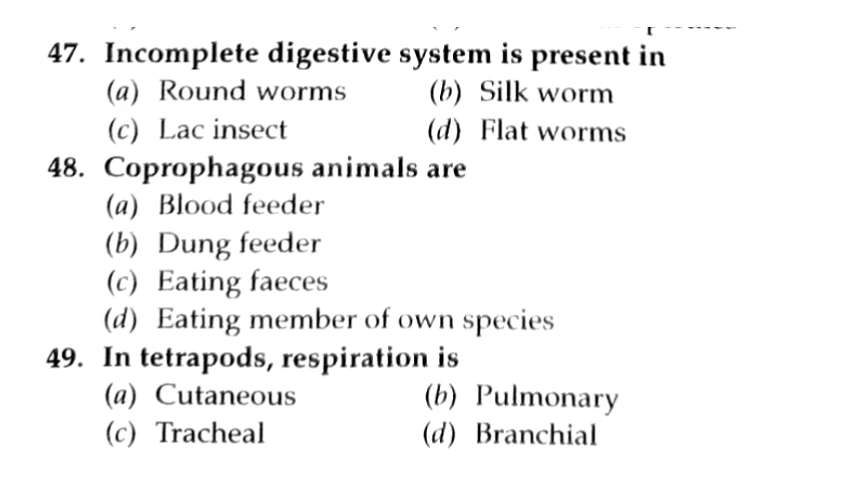 47. Incomplete digestive system is present in
(a) Round worms (b) Silk worm
(c) Lac insect (d) Flat worms
48. Coprophagous animals are
(a) Blood feeder
(b) Dung feeder
(c) Eating faeces
(d) Eating member of own species
49. In tetrapods, respiration is
(a) Cutaneous (b) Pulmonary
(c) Tracheal (d) Branchial